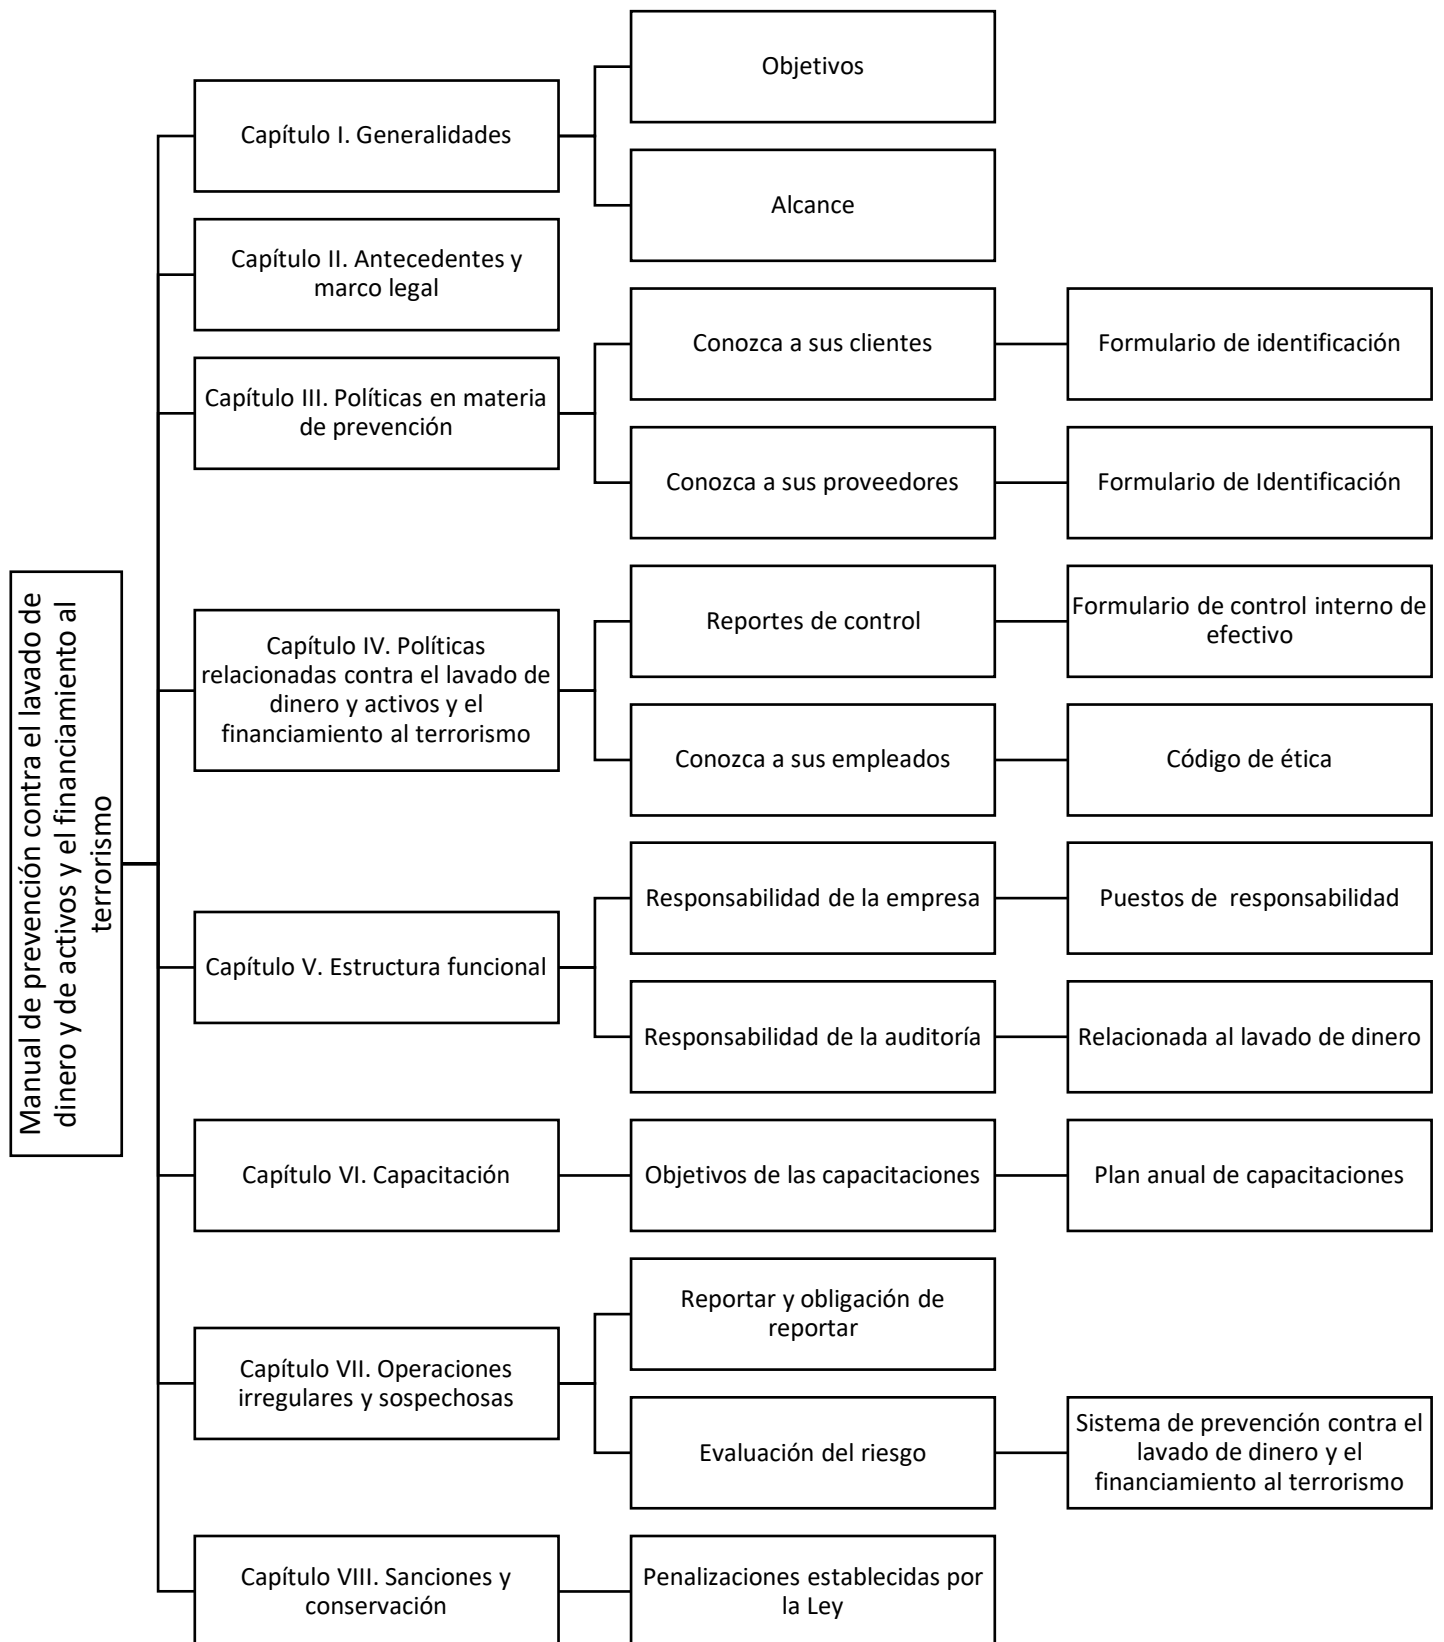 Manual de prevención contra el lavado de
dinero y de activos y el financiamiento al
terrorismo
Capítulo I. Generalidades
Objetivos
Alcance
Capítulo II. Antecedentes y
marco legal
Capítulo III. Políticas en materia
de prevención
Conozca a sus clientes
Formulario de identificación
Conozca a sus proveedores
Formulario de Identificación
Capítulo IV. Políticas
relacionadas contra el lavado de
dinero y activos y el
financiamiento al terrorismo
Reportes de control
Formulario de control interno de
efectivo
Conozca a sus empleados
Código de ética
Capítulo V. Estructura funcional
Responsabilidad de la empresa
Puestos de  responsabilidad
Responsabilidad de la auditoría
Relacionada al lavado de dinero
Capítulo VI. Capacitación
Objetivos de las capacitaciones
Plan anual de capacitaciones
Capítulo VII. Operaciones
irregulares y sospechosas
Reportar y obligación de
reportar
Evaluación del riesgo
Sistema de prevención contra el
lavado de dinero y el
financiamiento al terrorismo
Capítulo VIII. Sanciones y
conservación
Penalizaciones establecidas por
la Ley